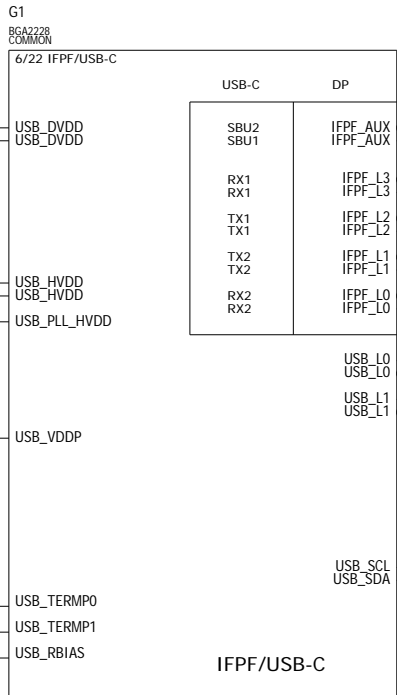 G1
BGA2228
COMMON
6/22 IFPF/USB-C
USB-C DP
USB_DVDD SBU2 IFPF_AUX
USB_DVDD SBU1 IFPF_AUX
RX1 IFPF_L3
RX1 IFPF_L3
TX1 IFPF_L2
TX1 IFPF_L2
TX2 IFPF_L1
TX2 IFPF_L1
USB_HVDD
USB_HVDD RX2 IFPF_L0
RX2 IFPF_L0
USB_PLL_HVDD
USB_L0
USB_L0
USB_L1
USB_L1
USB_VDDP
USB_SCL
USB_SDA
USB_TERMP0
USB_TERMP1
USB_RBIAS
IFPF/USB-C